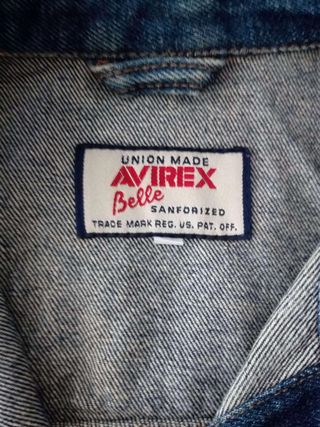 UNION MADE
AVIREX
Belle SANFORIZED
TRADE MARK REG. US. PAT. OFF.